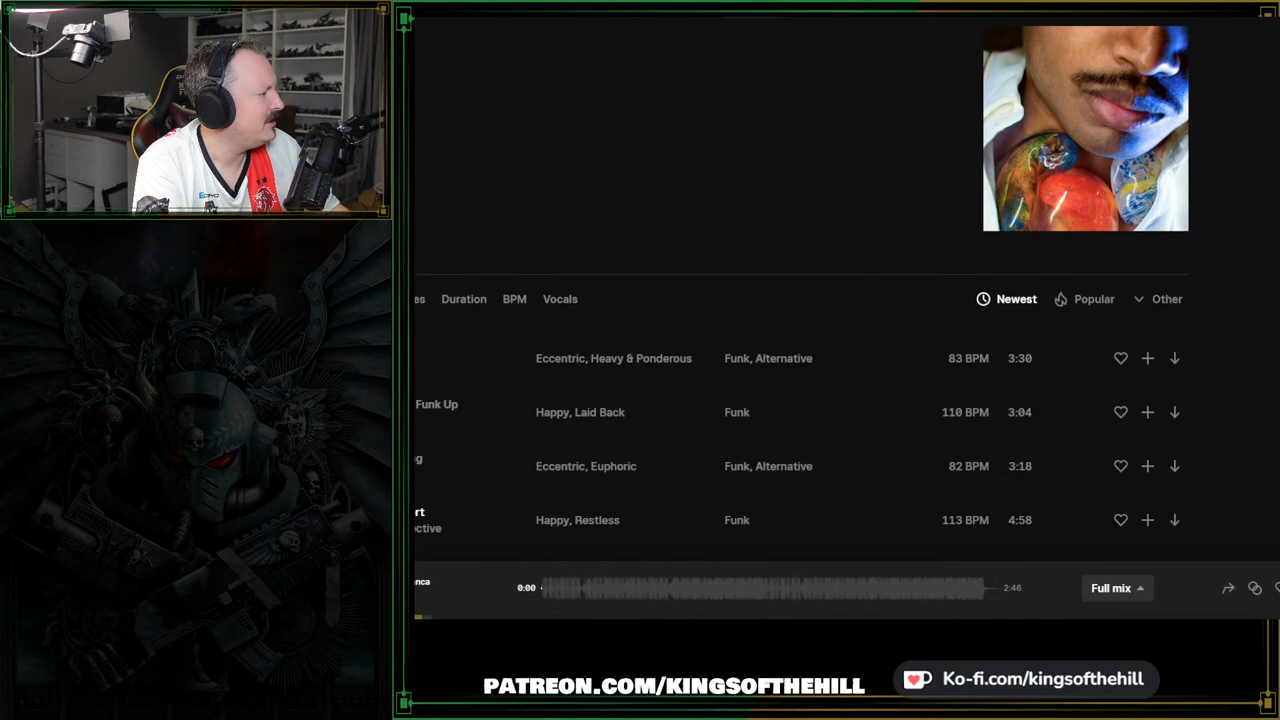 es Duration BPM Vocals Newest Popular Other
Eccentric, Heavy & Ponderous Funk, Alternative 83 BPM 3:30
Funk Up Happy, Laid Back Funk 110 BPM 3:04
g Eccentric, Euphoric Funk, Alternative 82 BPM 3:18
rt
ective Happy, Restless Funk 113 BPM 4:58
nca 0:00 2:46 Full mix
PATREON.COM/KINGSOFTHEHILL
Ko-fi.com/kingsofthehill